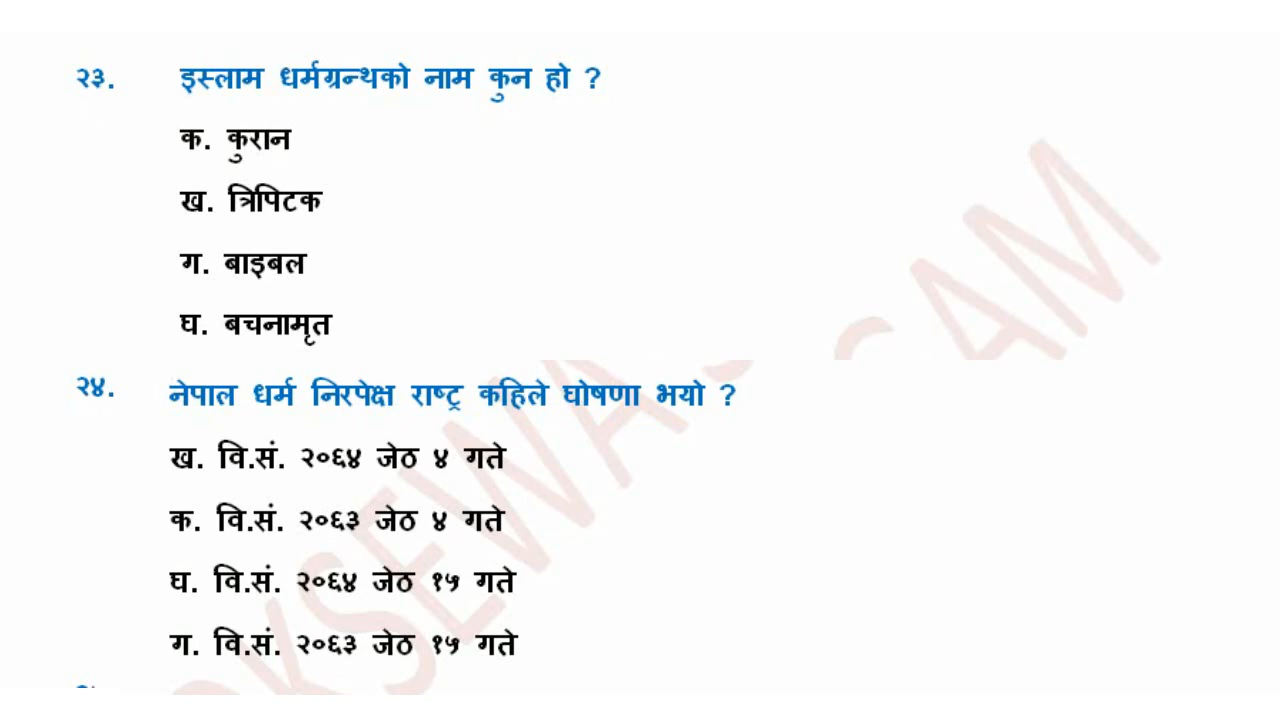 २३. इस्लाम धर्मग्रन्थको नाम कुन हो ?
क. कुरान
ख. त्रिपिटक
ग. बाइबल
घ. बचनामृत
२४. नेपाल धर्म निरपेक्ष राष्ट्र कहिले घोषणा भयो ?
ख. वि.सं. २०६४ जेठ ४ गते
क. वि.सं. २०६३ जेठ ४ गते
घ. वि.सं. २०६४ जेठ १५ गते
ग. वि.सं. २०६३ जेठ १५ गते